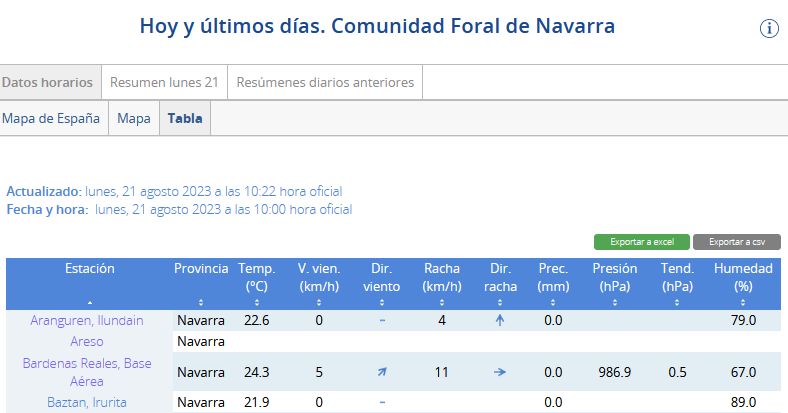 Hoy y últimos días. Comunidad Foral de Navarra
Datos horarios Resumen lunes 21 Resúmenes diarios anteriores
Mapa de España Mapa Tabla
Actualizado: lunes, 21 agosto 2023 a las 10:22 hora oficial
Fecha y hora: lunes, 21 agosto 2023 a las 10:00 hora oficial
Exportar a excel Exportar a csv
Estación Provincia Temp. V. vien. Dir. Racha Dir. Prec. Presión Tend. Humedad
(ºC) (km/h) viento (km/h) racha (mm) (hPa) (hPa) (%)
Aranguren, Ilundain Navarra 22.6 0 4 0.0 79.0
Areso Navarra
Bardenas Reales, Base
Aérea Navarra 24.3 5 11 0.0 986.9 0.5 67.0
Baztan, Irurita Navarra 21.9 0 0.0 89.0